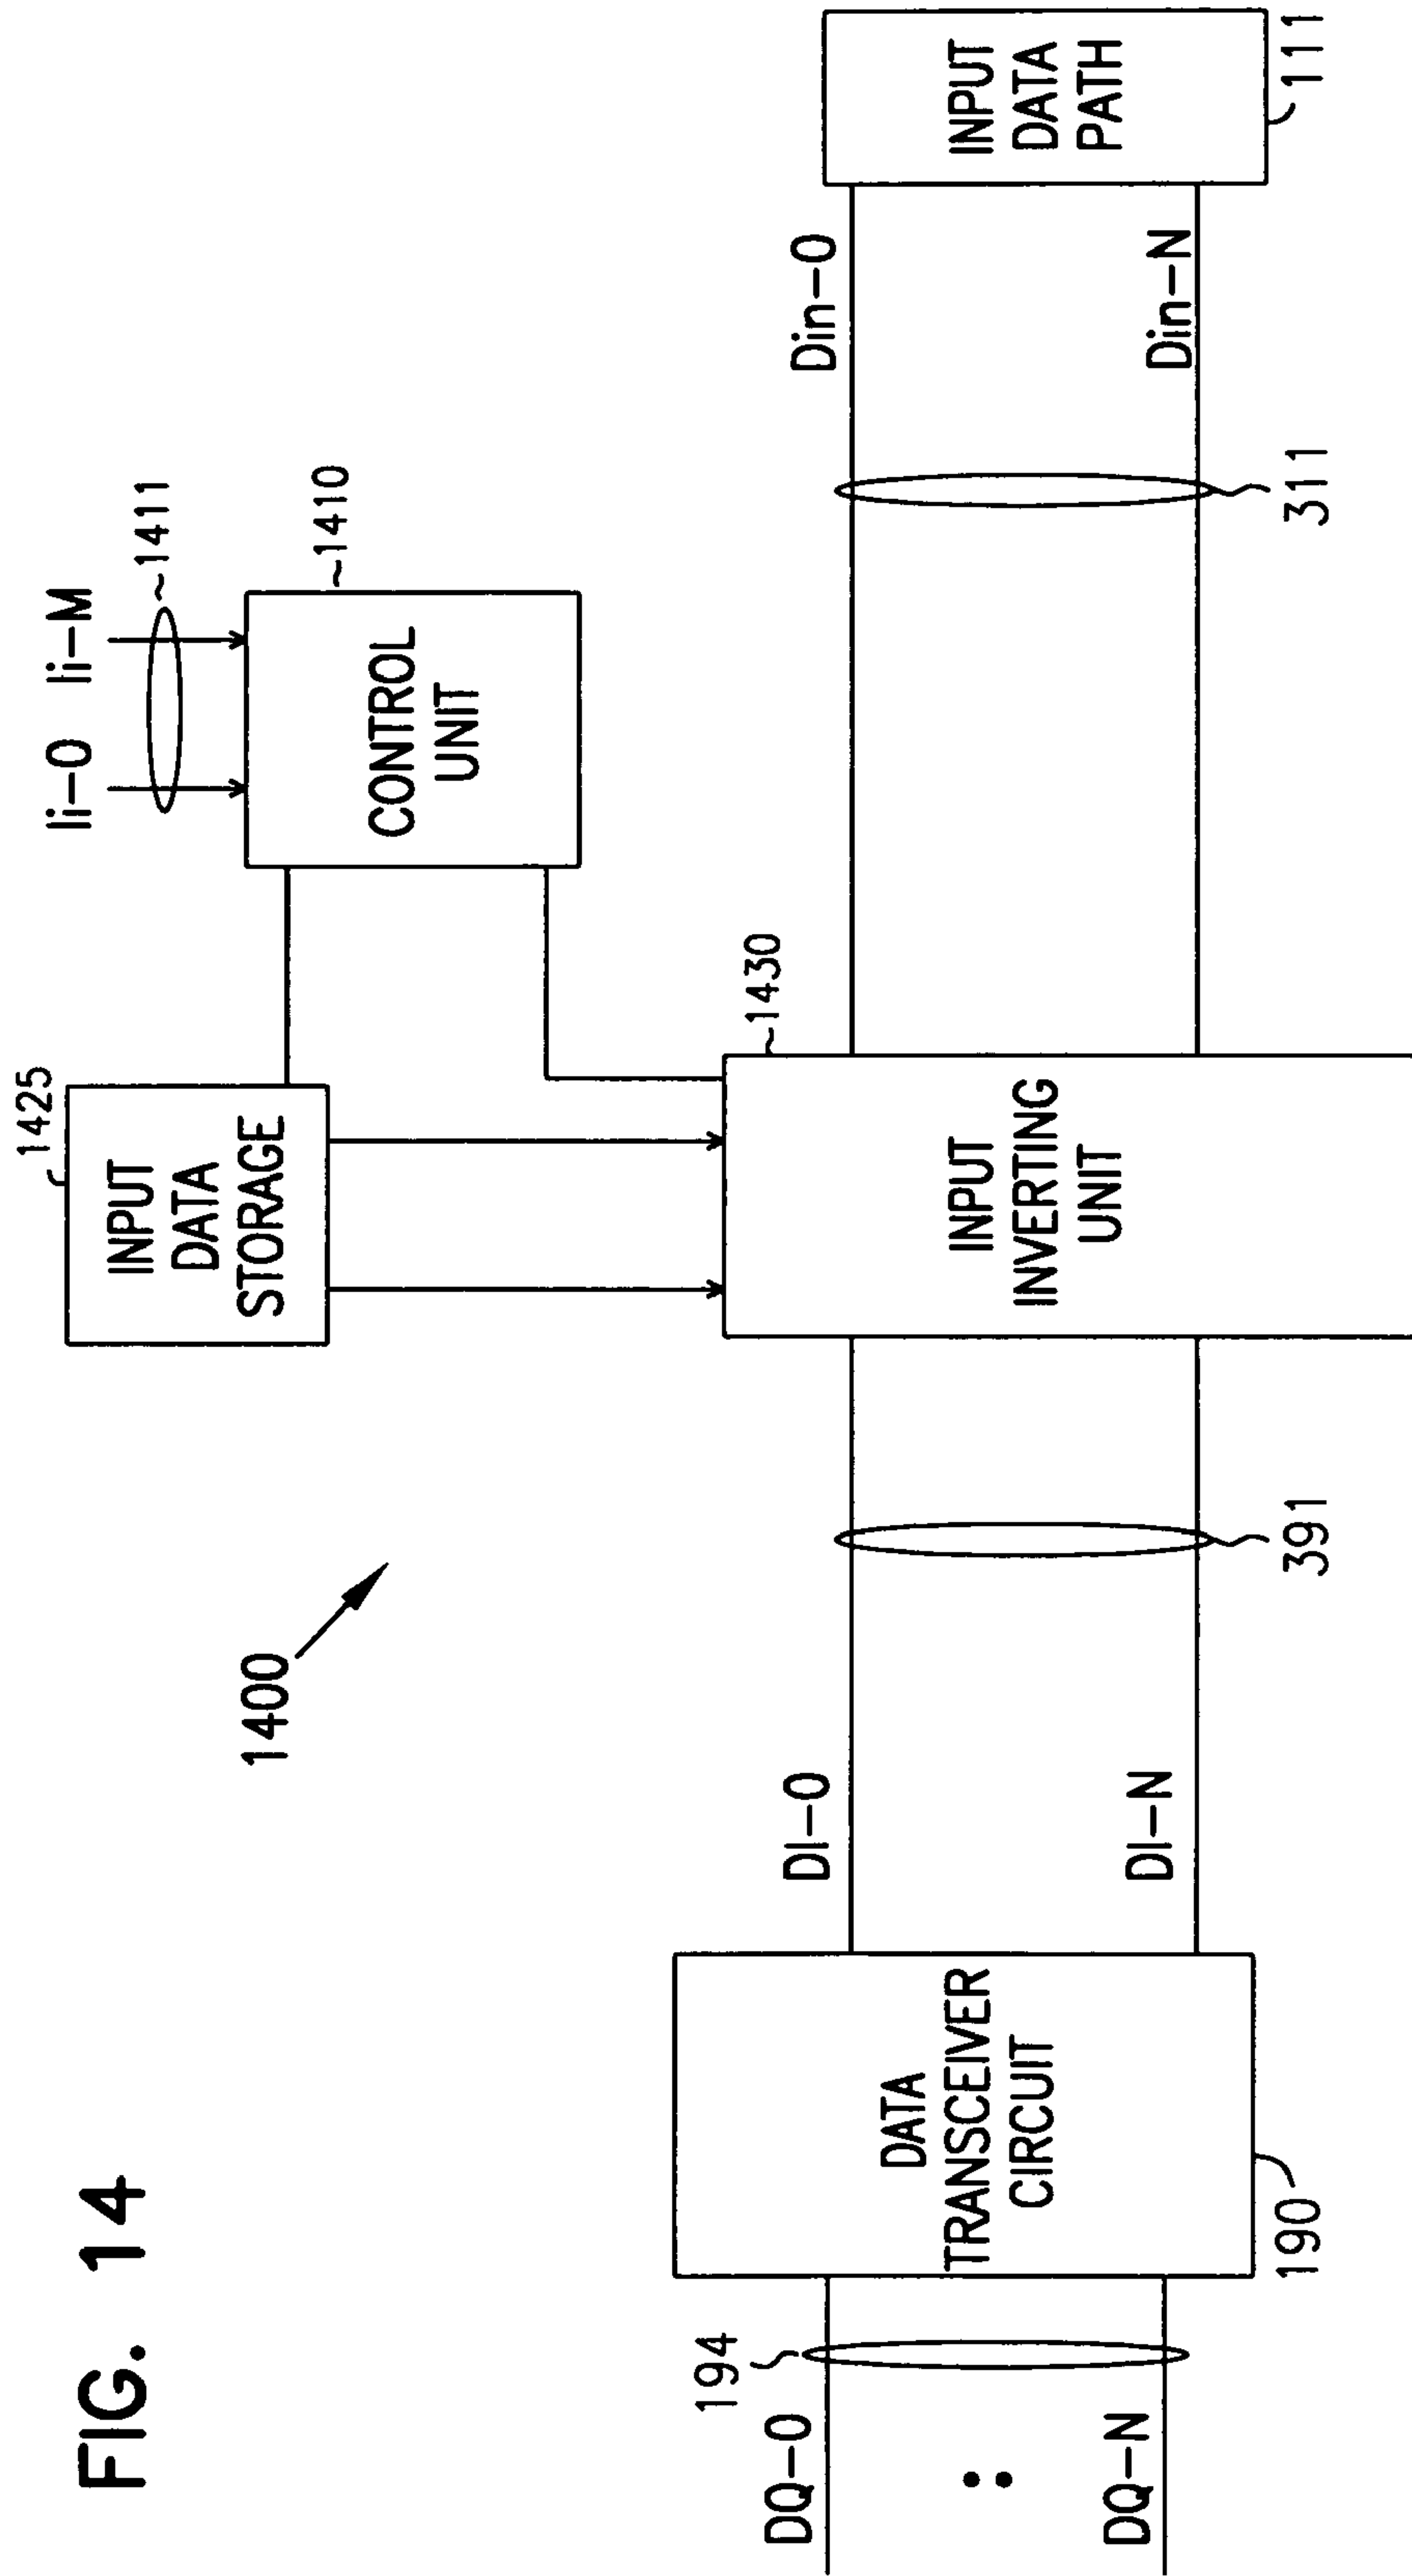 FIG. 14
1400
1425
INPUT
DATA
STORAGE
Ii-0 Ii-M
1411
1410
CONTROL
UNIT
1430
INPUT
INVERTING
UNIT
DQ-0
DQ-N
194
DATA
TRANSCEIVER
CIRCUIT
190
DI-0
DI-N
391
Din-0
Din-N
311
INPUT
DATA
PATH
111